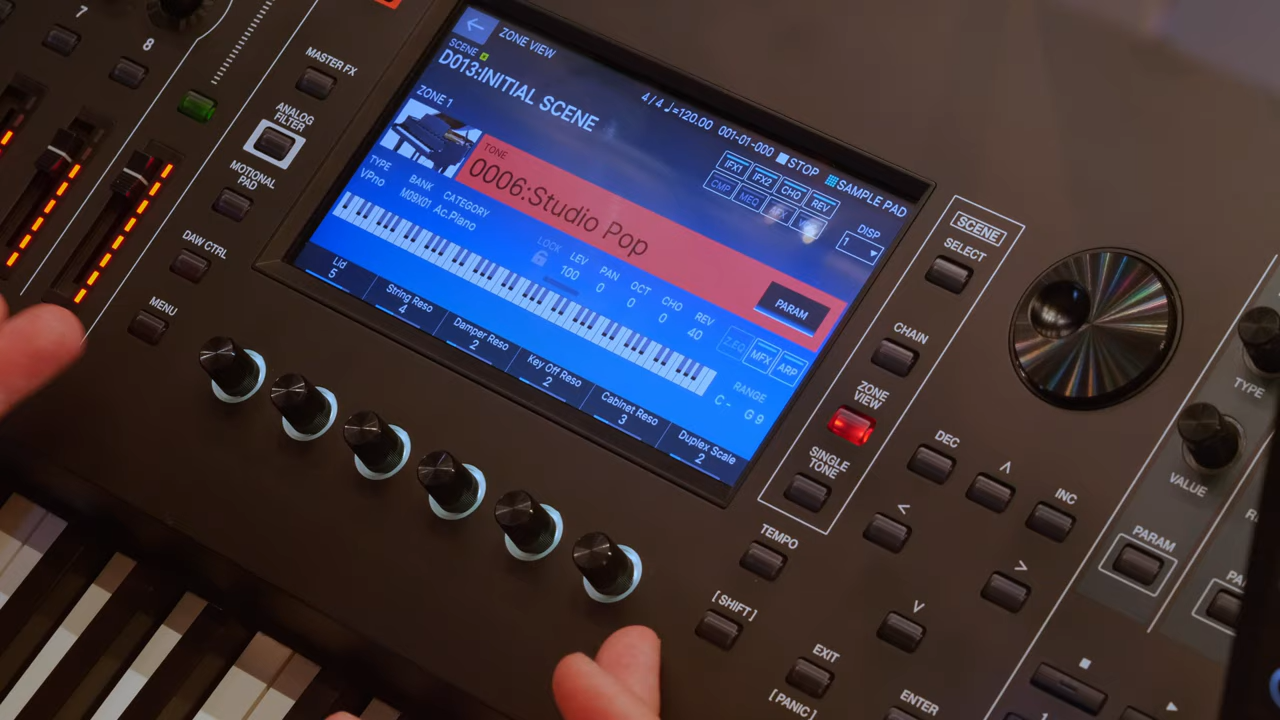 7
8
MASTER FX
ANALOG
FILTER
MOTIONAL
PAD
DAW CTRL
MENU
ZONE VIEW
SCENE
D013:INITIAL SCENE
4/4 ♩=120.00 001-01-000 STOP SAMPLE PAD
ZONE 1
IFX1 IFX2 CHO REV
CMP MEQ
DISP
1
TONE
0006:Studio Pop
PARAM
TYPE BANK CATEGORY
VPno M09X01 Ac.Piano
LOCK LEV PAN OCT CHO REV
100 0 0 0 40
Z.EQ MFX ARP
RANGE
C - G 9
Lid
5
String Reso
4
Damper Reso
2
Key Off Reso
2
Cabinet Reso
3
Duplex Scale
2
SCENE
SELECT
CHAIN
ZONE
VIEW
SINGLE
TONE
TEMPO
[SHIFT]
EXIT
[PANIC]
ENTER
DEC
INC
TYPE
VALUE
PARAM
1